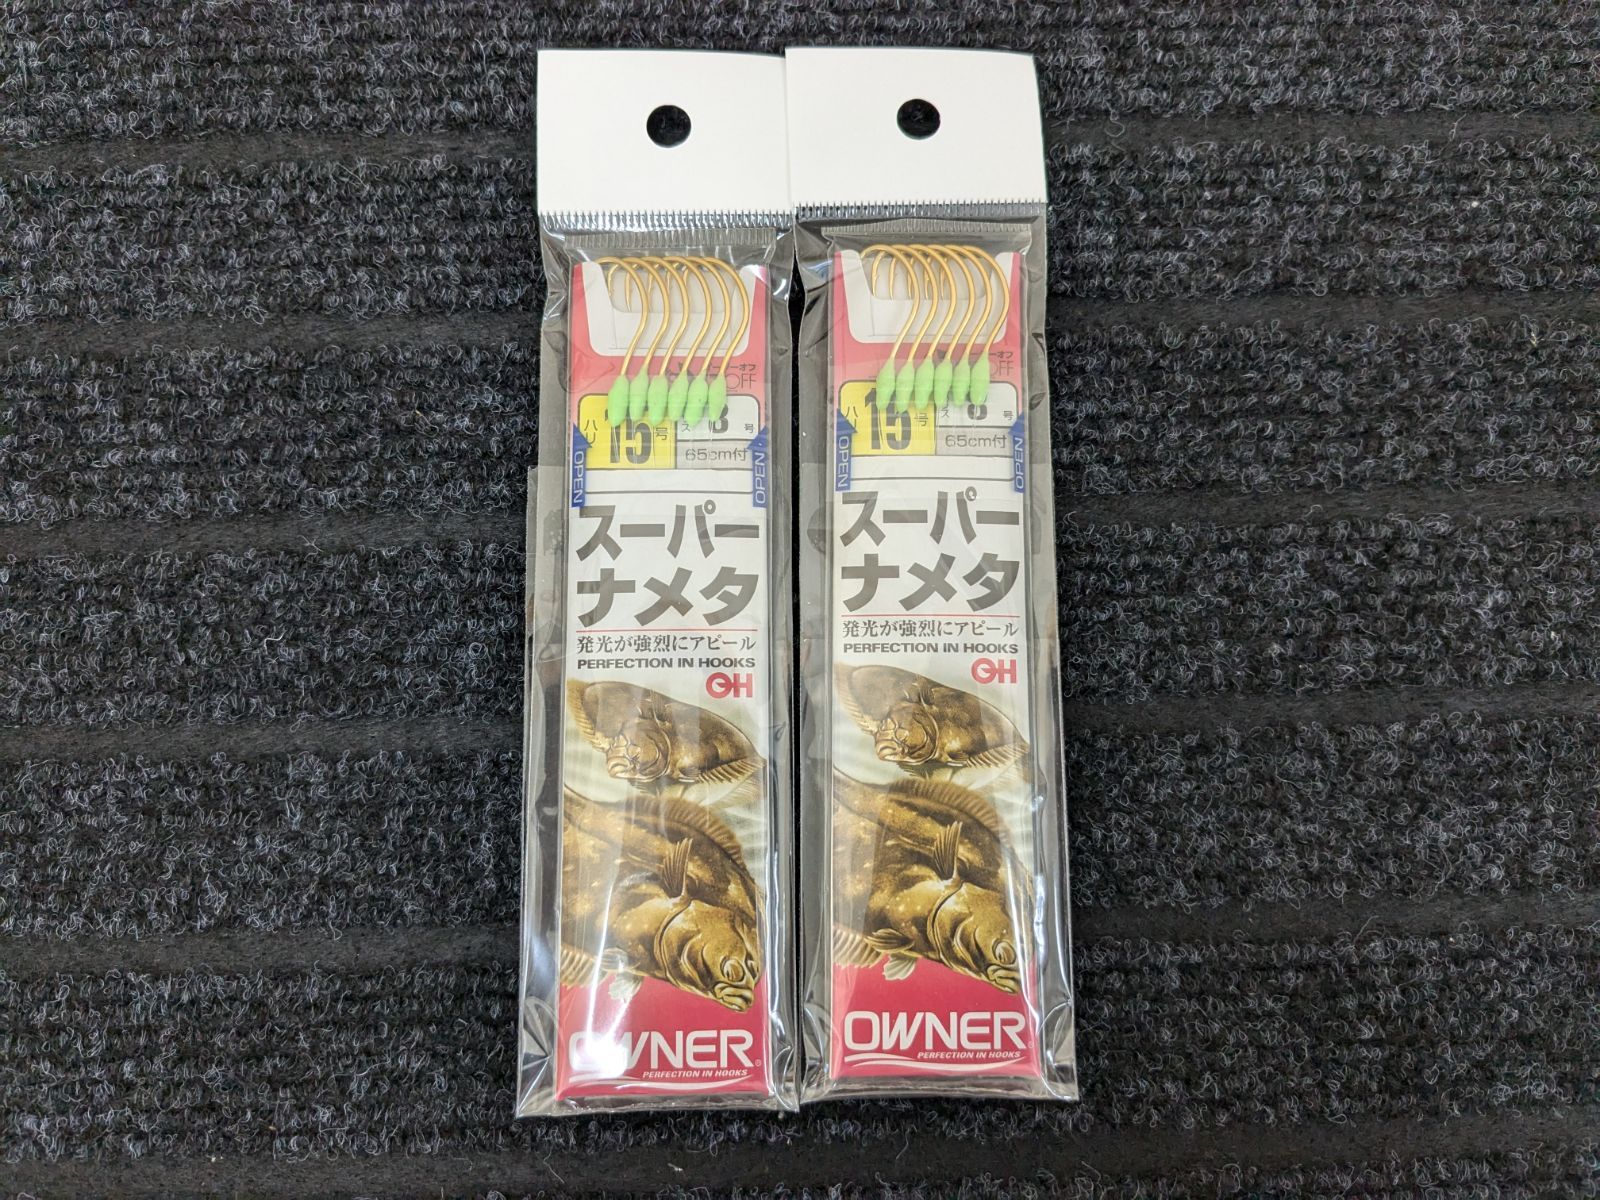 ハリ 15 号
ス 8 号
65cm付
OPEN
OPEN
スーパー
ナメタ
発光が強烈にアピール
PERFECTION IN HOOKS
OH
OWNER
PERFECTION IN HOOKS
オフ
OFF
ハリ 15 号
ス 号
65cm付
OPEN
OPEN
スーパー
ナメタ
発光が強烈にアピール
PERFECTION IN HOOKS
OH
OWNER
PERFECTION IN HOOKS